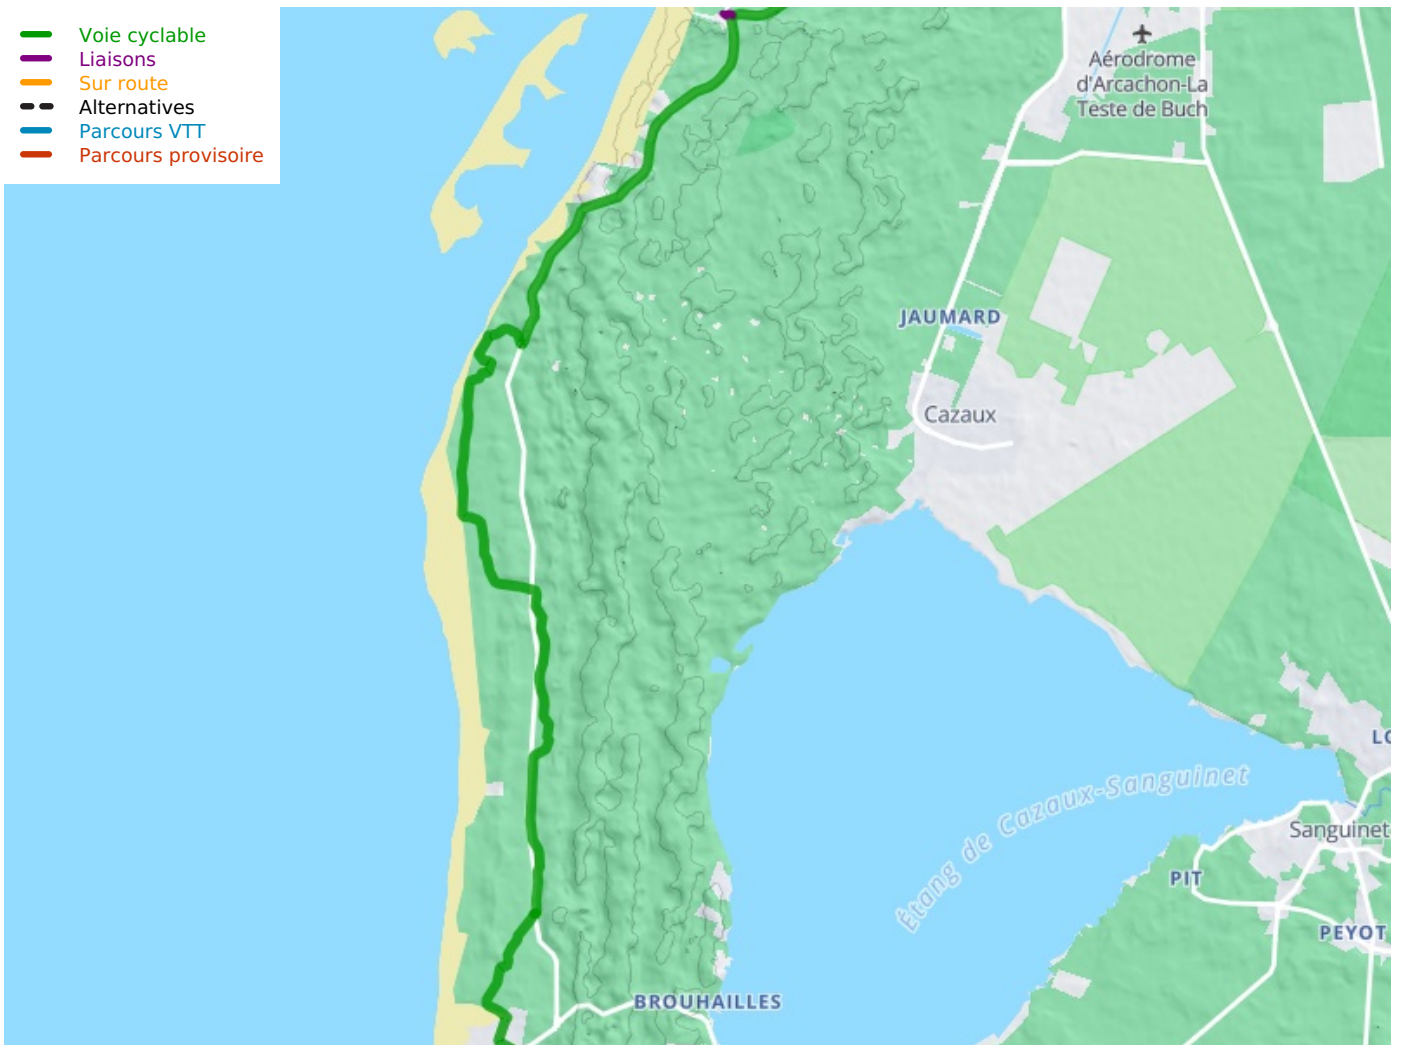 Voie cyclable
Liaisons
Sur route
Alternatives
Parcours VTT
Parcours provisoire
Aérodrome
d'Arcachon-La
Teste de Buch
JAUMARD
Cazaux
LO
Étang de Cazaux-Sanguinet
Sanguinet
PIT
PEYOT
BROUHAILLES